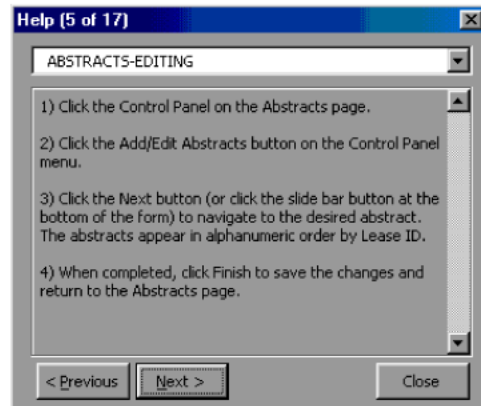 Help (5 of 17)
ABSTRACTS-EDITING
1) Click the Control Panel on the Abstracts page.
2) Click the Add/Edit Abstracts button on the Control Panel
menu.
3) Click the Next button (or click the slide bar button at the
bottom of the form) to navigate to the desired abstract.
The abstracts appear in alphanumeric order by Lease ID.
4) When completed, click Finish to save the changes and
return to the Abstracts page.
< Previous Next > Close